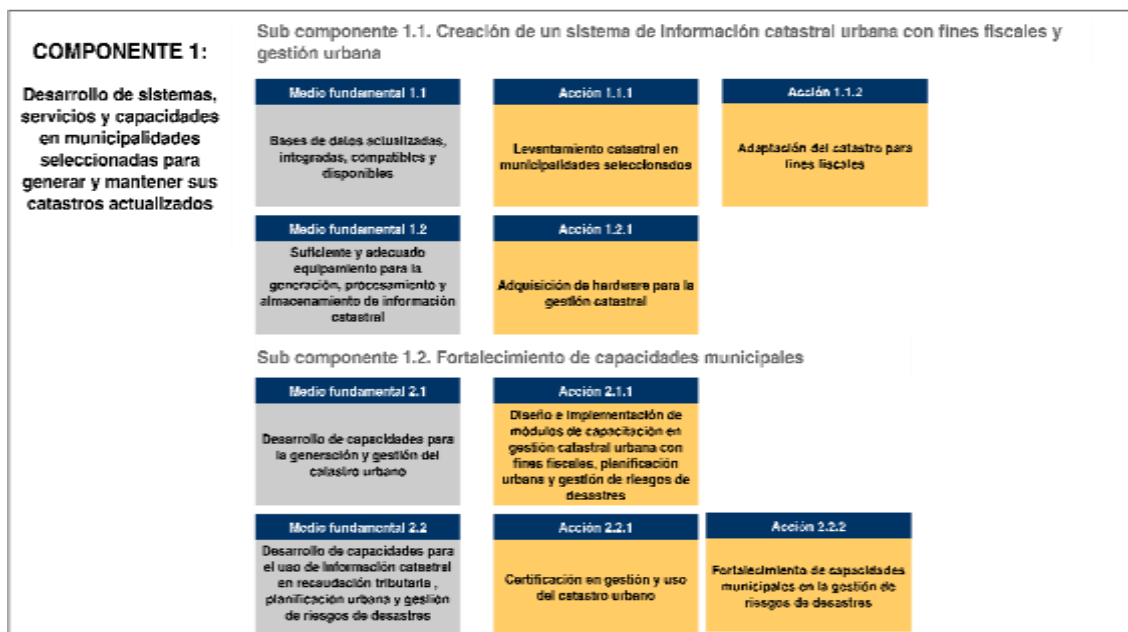 COMPONENTE 1:
Desarrollo de sistemas,
servicios y capacidades
en municipalidades
seleccionadas para
generar y mantener sus
catastros actualizados
Sub componente 1.1. Creación de un sistema de información catastral urbana con fines fiscales y
gestión urbana
Medio fundamental 1.1
Bases de datos actualizadas,
integradas, compatibles y
disponibles
Acción 1.1.1
Levantamiento catastral en
municipalidades seleccionados
Acción 1.1.2
Adaptación del catastro para
fines fiscales
Medio fundamental 1.2
Suficiente y adecuado
equipamiento para la
generación, procesamiento y
almacenamiento de información
catastral
Acción 1.2.1
Adquisición de hardware para la
gestión catastral
Sub componente 1.2. Fortalecimiento de capacidades municipales
Medio fundamental 2.1
Desarrollo de capacidades para
la generación y gestión del
catastro urbano
Acción 2.1.1
Diseño e implementación de
módulos de capacitación en
gestión catastral urbana con
fines fiscales, planificación
urbana y gestión de riesgos de
desastres
Medio fundamental 2.2
Desarrollo de capacidades para
el uso de información catastral
en recaudación tributaria ,
planificación urbana y gestión
de riesgos de desastres
Acción 2.2.1
Certificación en gestión y uso
del catastro urbano
Acción 2.2.2
Fortalecimiento de capacidades
municipales en la gestión de
riesgos de desastres